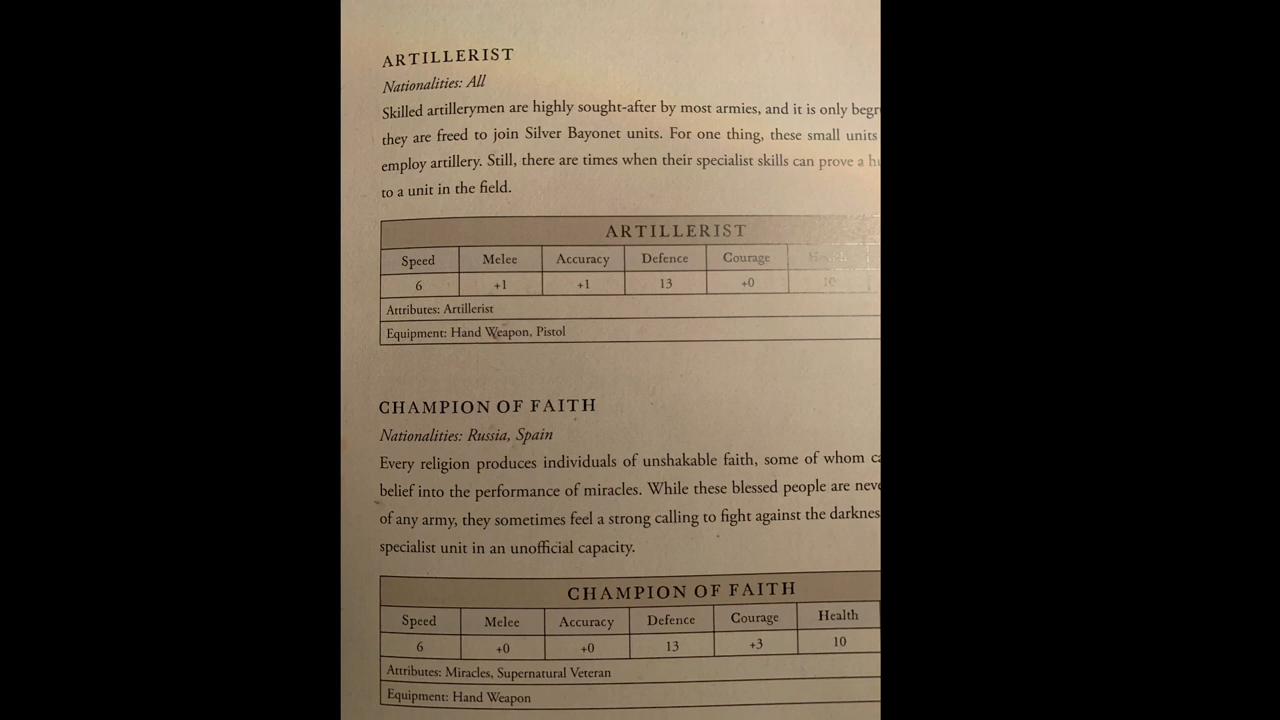 ARTILLERIST
Nationalities: All
Skilled artillerymen are highly sought-after by most armies, and it is only
they are freed to join Silver Bayonet units. For one thing, these small units
employ artillery. Still, there are times when their specialist skills can prove a
to a unit in the field.
ARTILLERIST
Speed Melee Accuracy Defence Courage Health
6 +1 +1 13 +0 10
Attributes: Artillerist
Equipment: Hand Weapon, Pistol
CHAMPION OF FAITH
Nationalities: Russia, Spain
Every religion produces individuals of unshakable faith, some of whom
belief into the performance of miracles. While these blessed people are
of any army, they sometimes feel a strong calling to fight against the
specialist unit in an unofficial capacity.
CHAMPION OF FAITH
Speed Melee Accuracy Defence Courage Health
6 +0 +0 13 +3 10
Attributes: Miracles, Supernatural Veteran
Equipment: Hand Weapon